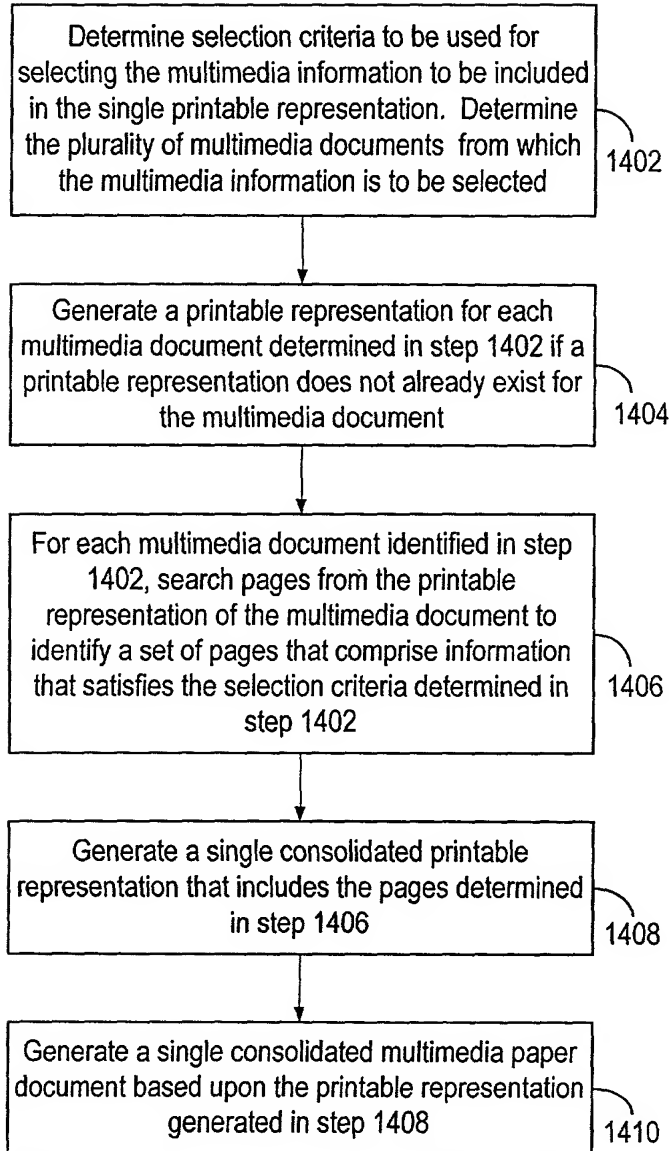 Determine selection criteria to be used for
selecting the multimedia information to be included
in the single printable representation. Determine
the plurality of multimedia documents from which
the multimedia information is to be selected
1402
Generate a printable representation for each
multimedia document determined in step 1402 if a
printable representation does not already exist for
the multimedia document
1404
For each multimedia document identified in step
1402, search pages from the printable
representation of the multimedia document to
identify a set of pages that comprise information
that satisfies the selection criteria determined in
step 1402
1406
Generate a single consolidated printable
representation that includes the pages determined
in step 1406
1408
Generate a single consolidated multimedia paper
document based upon the printable representation
generated in step 1408
1410